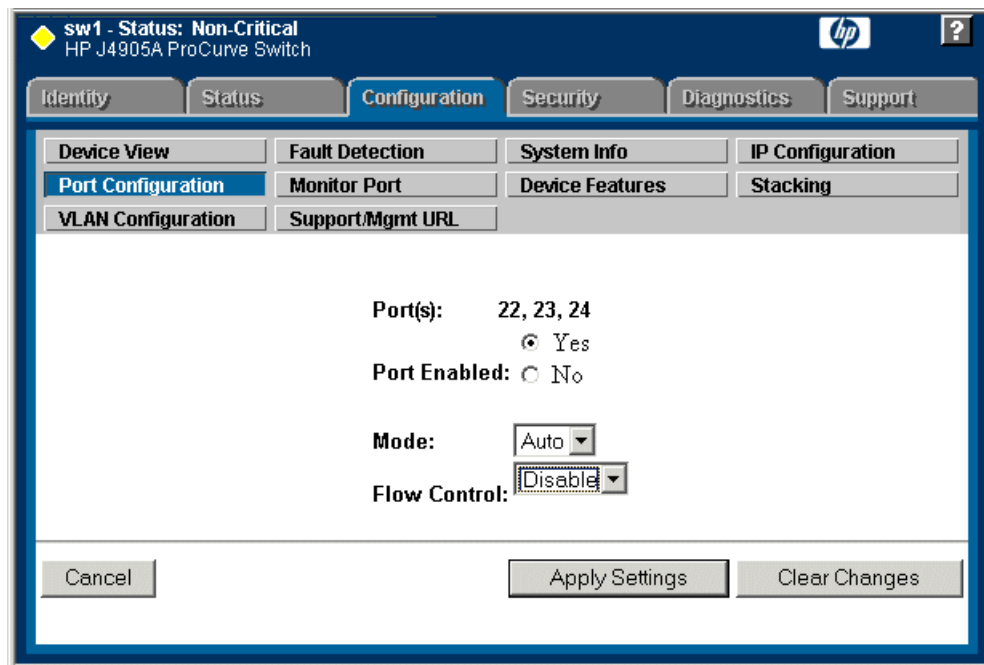 sw1 - Status: Non-Critical
HP J4905A ProCurve Switch
hp
?
Identity Status Configuration Security Diagnostics Support
Device View Fault Detection System Info IP Configuration
Port Configuration Monitor Port Device Features Stacking
VLAN Configuration Support/Mgmt URL
Port(s): 22, 23, 24
Yes
Port Enabled: No
Mode: Auto
Flow Control: Disable
Cancel Apply Settings Clear Changes